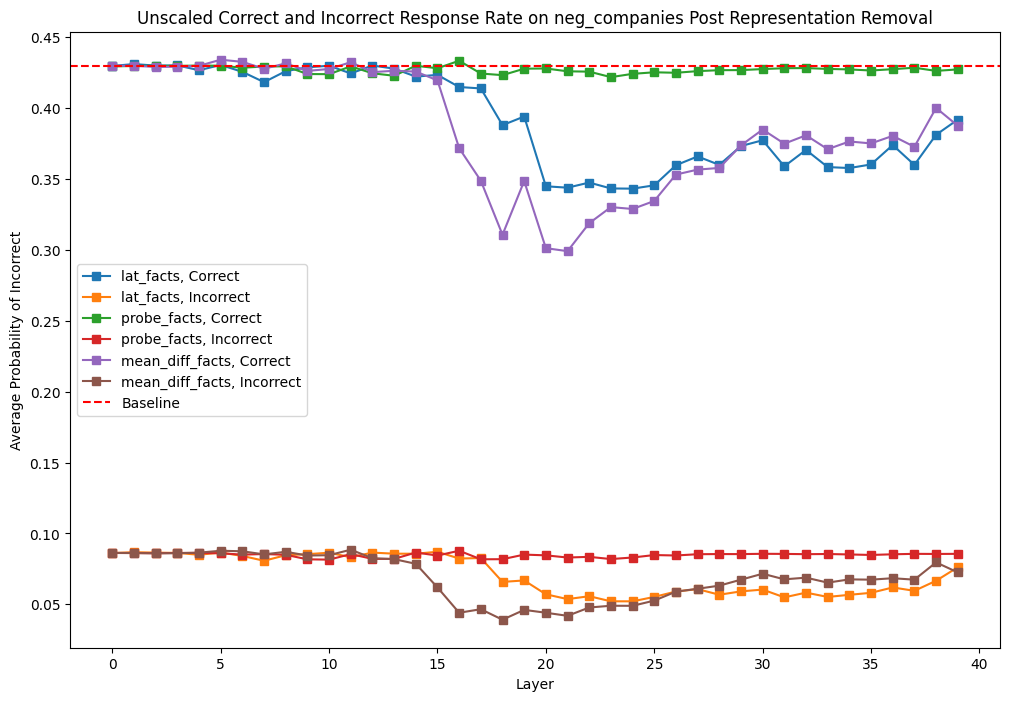 Unscaled Correct and Incorrect Response Rate on neg_companies Post Representation Removal
Average Probability of Incorrect
0.45
0.40
0.35
0.30
0.25
0.20
0.15
0.10
0.05
lat_facts, Correct
lat_facts, Incorrect
probe_facts, Correct
probe_facts, Incorrect
mean_diff_facts, Correct
mean_diff_facts, Incorrect
Baseline
0 5 10 15 20 25 30 35 40
Layer